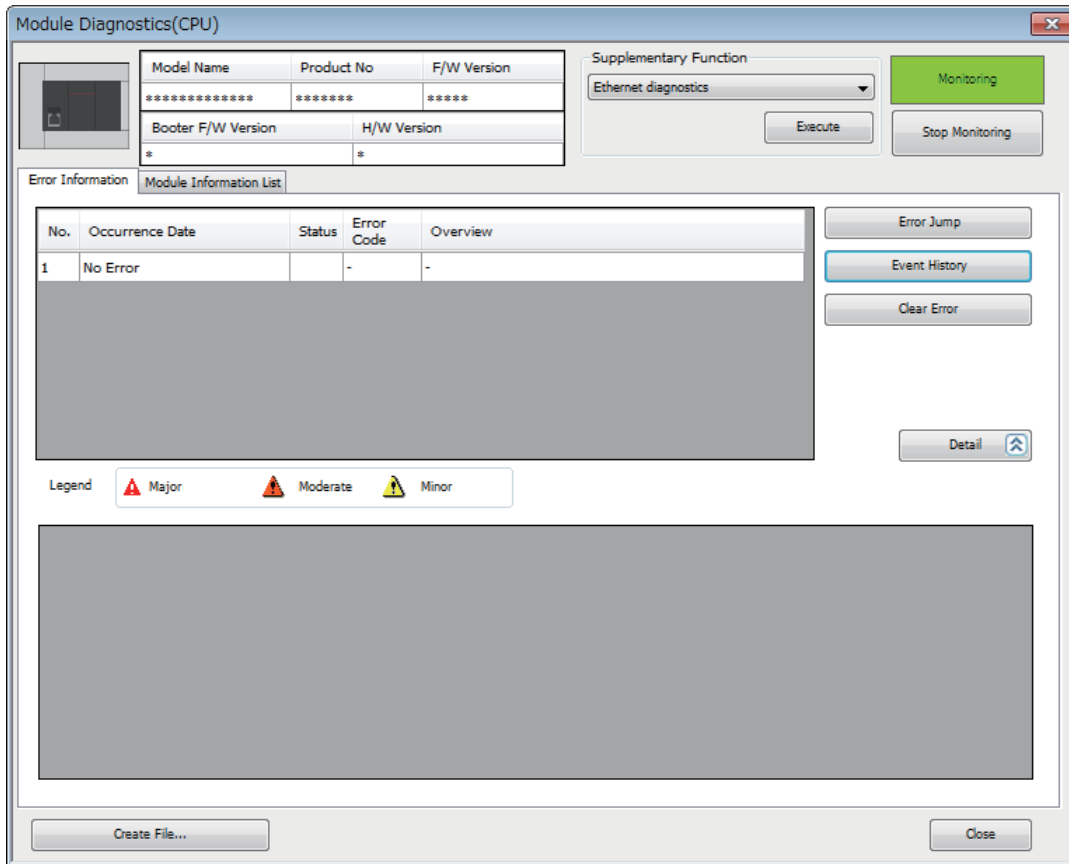 Module Diagnostics(CPU)
Model Name Product No F/W Version
************* ******* *****
Booter F/W Version H/W Version
* *
Supplementary Function
Ethernet diagnostics
Execute
Monitoring
Stop Monitoring
Error Information Module Information List
No. Occurrence Date Status Error Code Overview
1 No Error - -
Error Jump
Event History
Clear Error
Detail
Legend Major Moderate Minor
Create File... Close